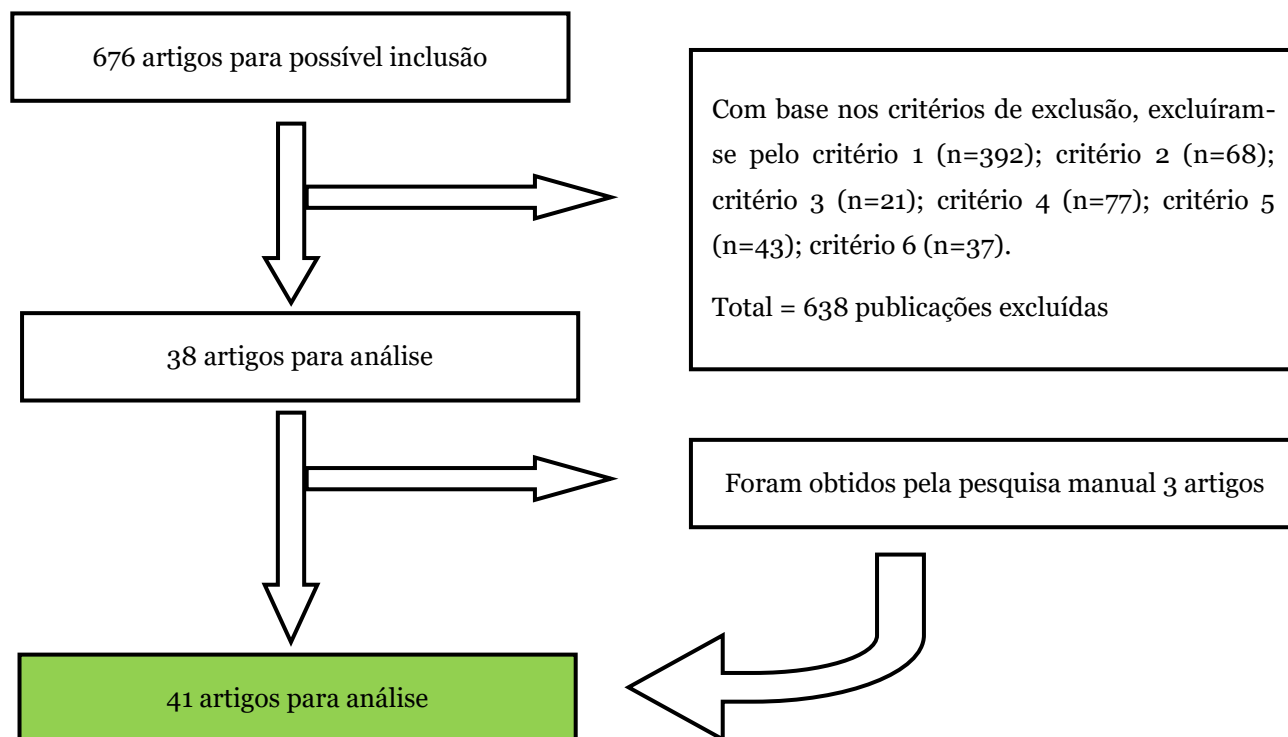 676 artigos para possível inclusão
Com base nos critérios de exclusão, excluíram-
se pelo critério 1 (n=392); critério 2 (n=68);
critério 3 (n=21); critério 4 (n=77); critério 5
(n=43); critério 6 (n=37).
Total = 638 publicações excluídas
38 artigos para análise
Foram obtidos pela pesquisa manual 3 artigos
41 artigos para análise